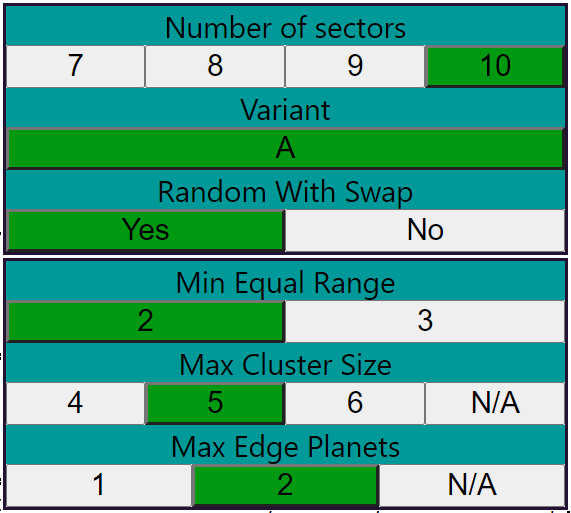 Number of sectors
7 8 9 10
Variant
A
Random With Swap
Yes No
Min Equal Range
2 3
Max Cluster Size
4 5 6 N/A
Max Edge Planets
1 2 N/A